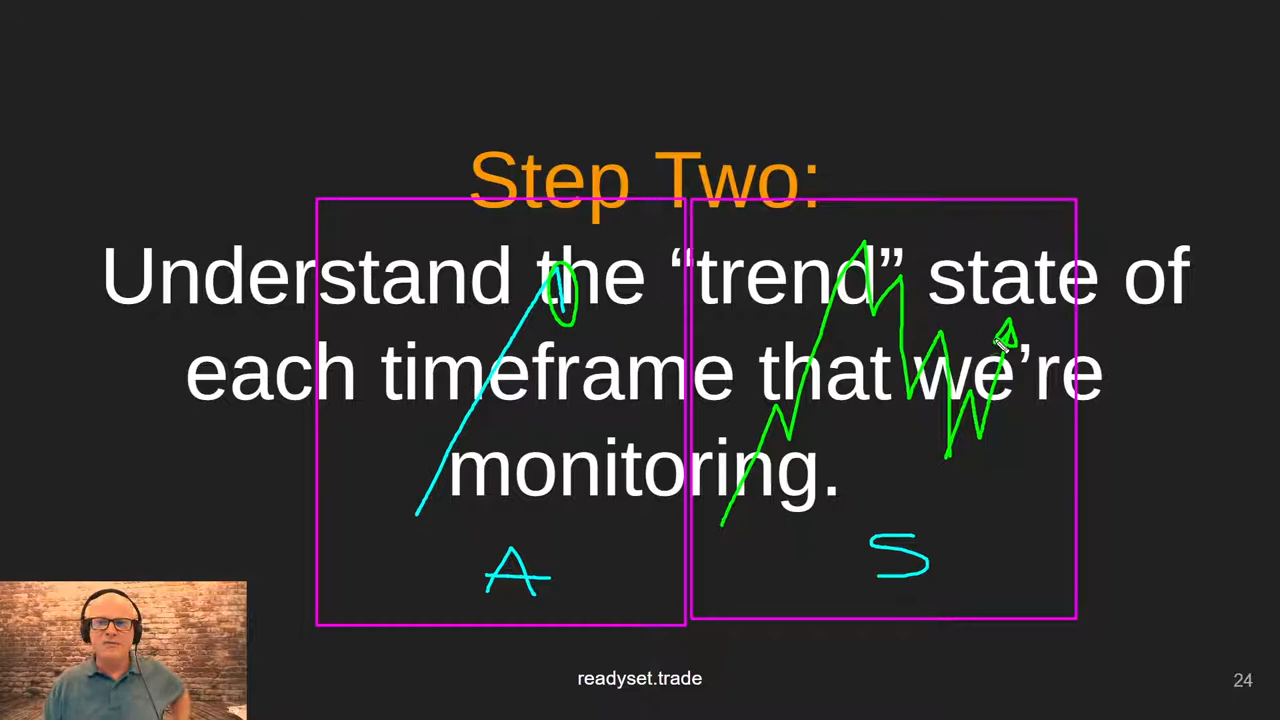 Step Two:
Understand the “trend” state of
each timeframe that we’re
monitoring.
A
S
readyset.trade
24